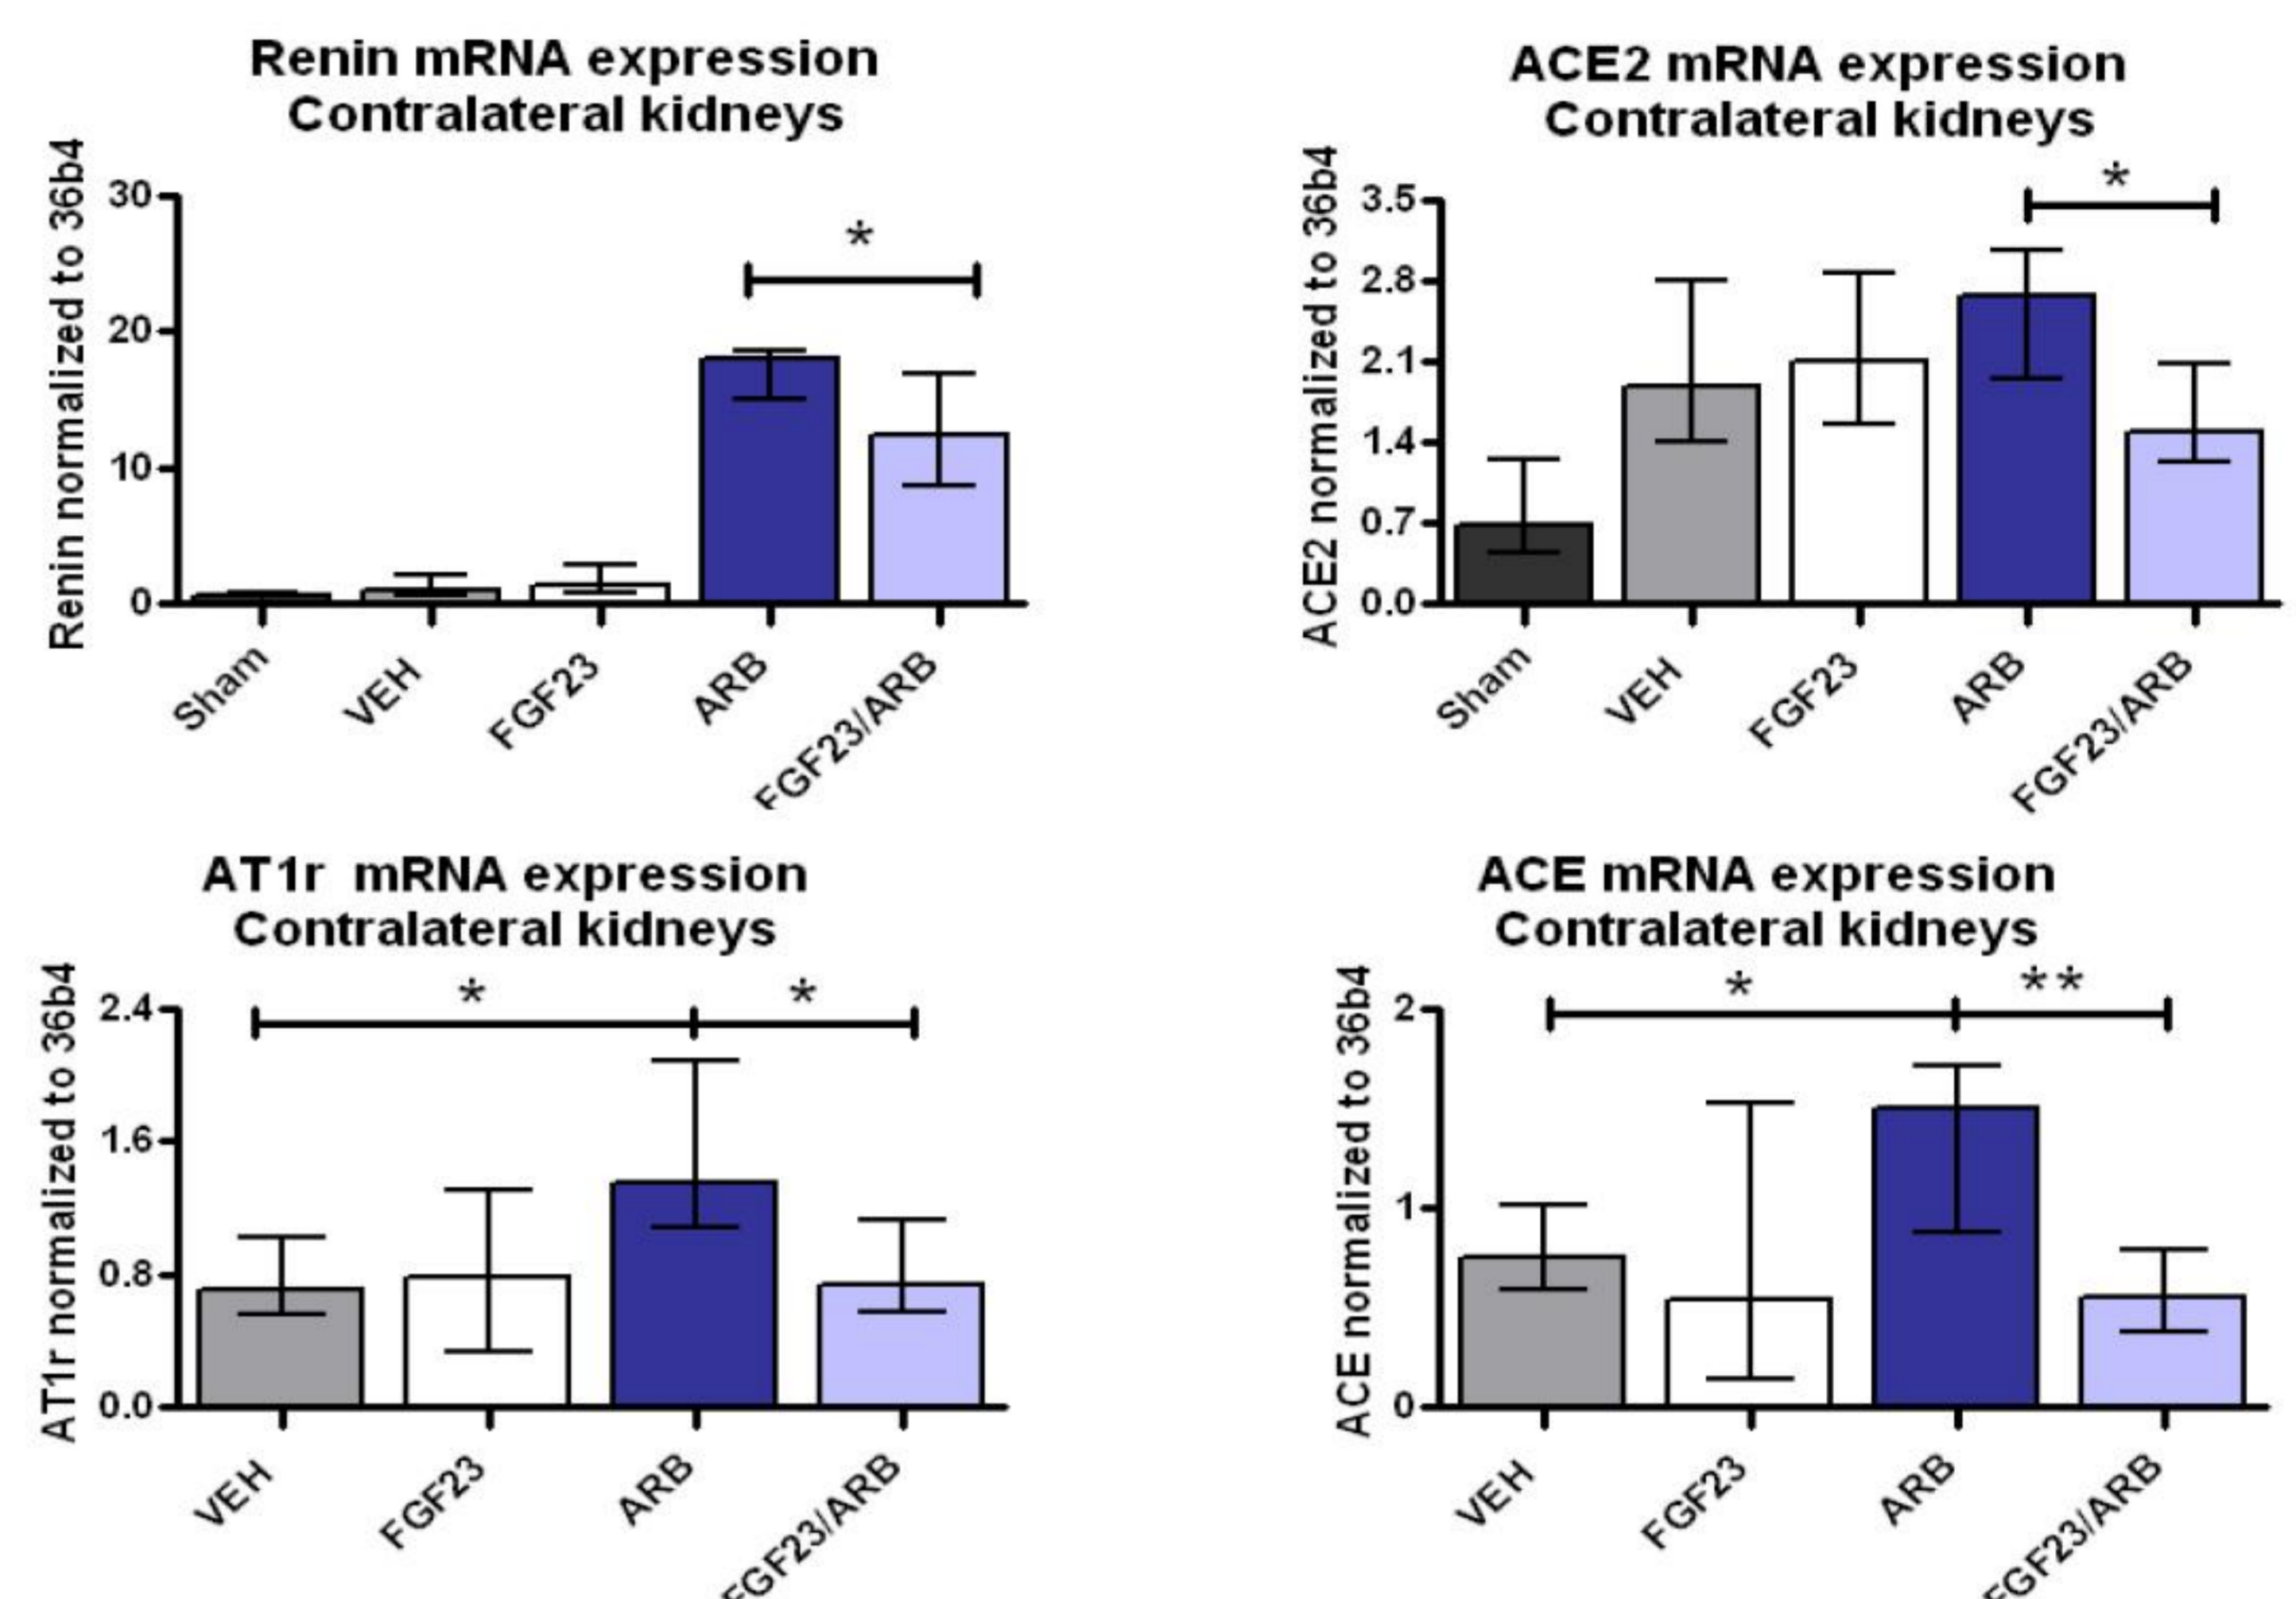 Renin mRNA expression
Contralateral kidneys
Renin normalized to 36b4
30
20
10
0
*
Sham
VEH
FGF23
ARB
FGF23/ARB
ACE2 mRNA expression
Contralateral kidneys
ACE2 normalized to 36b4
3.5
2.8
2.1
1.4
0.7
0.0
*
Sham
VEH
FGF23
ARB
FGF23/ARB
AT1r mRNA expression
Contralateral kidneys
AT1r normalized to 36b4
2.4
1.6
0.8
0.0
*
*
VEH
FGF23
ARB
FGF23/ARB
ACE mRNA expression
Contralateral kidneys
ACE normalized to 36b4
2
1
0
*
**
VEH
FGF23
ARB
FGF23/ARB